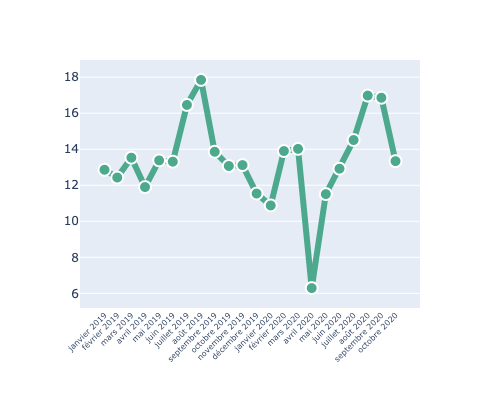 18
16
14
12
10
8
6
janvier 2019
février 2019
mars 2019
avril 2019
mai 2019
juin 2019
juillet 2019
août 2019
septembre 2019
octobre 2019
novembre 2019
décembre 2019
janvier 2020
février 2020
mars 2020
avril 2020
mai 2020
juin 2020
juillet 2020
août 2020
septembre 2020
octobre 2020